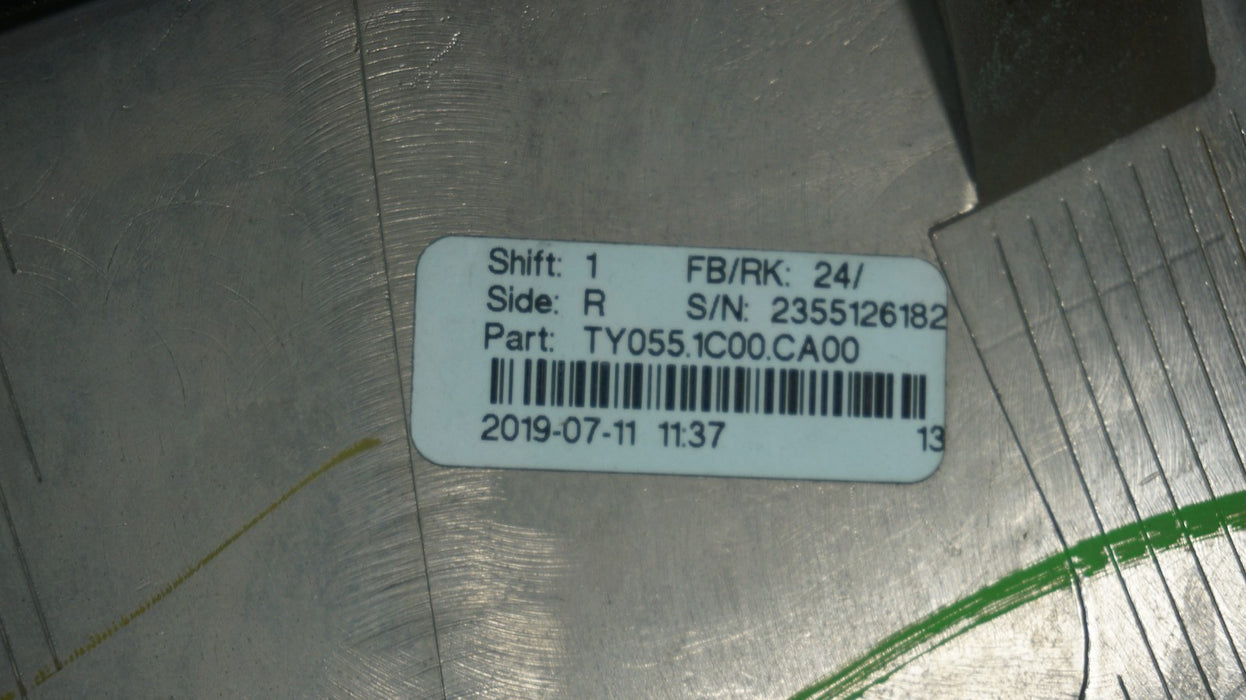 Shift: 1 FB/RK: 24/
Side: R S/N: 2355126182
Part: TY055.1C00.CA00
2019-07-11 11:37 13